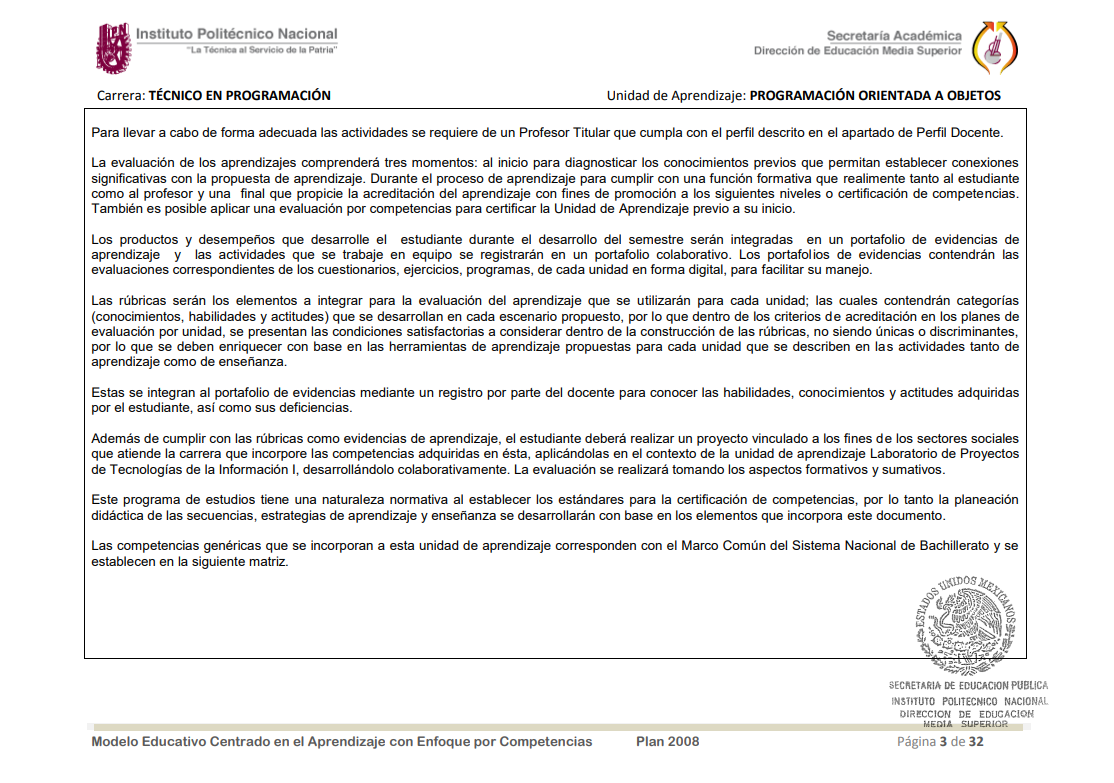 Instituto Politécnico Nacional
"La Técnica al Servicio de la Patria"
Secretaría Académica
Dirección de Educación Media Superior
Carrera: TÉCNICO EN PROGRAMACIÓN
Unidad de Aprendizaje: PROGRAMACIÓN ORIENTADA A OBJETOS
Para llevar a cabo de forma adecuada las actividades se requiere de un Profesor Titular que cumpla con el perfil descrito en el apartado de Perfil Docente.
La evaluación de los aprendizajes comprenderá tres momentos: al inicio para diagnosticar los conocimientos previos que permitan establecer conexiones
significativas con la propuesta de aprendizaje. Durante el proceso de aprendizaje para cumplir con una función formativa que realimente tanto al estudiante
como al profesor y una final que propicie la acreditación del aprendizaje con fines de promoción a los siguientes niveles o certificación de competencias.
También es posible aplicar una evaluación por competencias para certificar la Unidad de Aprendizaje previo a su inicio.
Los productos y desempeños que desarrolle el estudiante durante el desarrollo del semestre serán integradas en un portafolio de evidencias de
aprendizaje y las actividades que se trabaje en equipo se registrarán en un portafolio colaborativo. Los portafolios de evidencias contendrán las
evaluaciones correspondientes de los cuestionarios, ejercicios, programas, de cada unidad en forma digital, para facilitar su manejo.
Las rúbricas serán los elementos a integrar para la evaluación del aprendizaje que se utilizarán para cada unidad; las cuales contendrán categorías
(conocimientos, habilidades y actitudes) que se desarrollan en cada escenario propuesto, por lo que dentro de los criterios de acreditación en los planes de
evaluación por unidad, se presentan las condiciones satisfactorias a considerar dentro de la construcción de las rúbricas, no siendo únicas o discriminantes,
por lo que se deben enriquecer con base en las herramientas de aprendizaje propuestas para cada unidad que se describen en las actividades tanto de
aprendizaje como de enseñanza.
Estas se integran al portafolio de evidencias mediante un registro por parte del docente para conocer las habilidades, conocimientos y actitudes adquiridas
por el estudiante, así como sus deficiencias.
Además de cumplir con las rúbricas como evidencias de aprendizaje, el estudiante deberá realizar un proyecto vinculado a los fines de los sectores sociales
que atiende la carrera que incorpore las competencias adquiridas en ésta, aplicándolas en el contexto de la unidad de aprendizaje Laboratorio de Proyectos
de Tecnologías de la Información I, desarrollándolo colaborativamente. La evaluación se realizará tomando los aspectos formativos y sumativos.
Este programa de estudios tiene una naturaleza normativa al establecer los estándares para la certificación de competencias, por lo tanto la planeación
didáctica de las secuencias, estrategias de aprendizaje y enseñanza se desarrollarán con base en los elementos que incorpora este documento.
Las competencias genéricas que se incorporan a esta unidad de aprendizaje corresponden con el Marco Común del Sistema Nacional de Bachillerato y se
establecen en la siguiente matriz.
ESTADOS UNIDOS MEXICANOS
SECRETARIA DE EDUCACION PUBLICA
INSTITUTO POLITECNICO NACIONAL
DIRECCION DE EDUCACION
MEDIA SUPERIOR
Modelo Educativo Centrado en el Aprendizaje con Enfoque por Competencias
Plan 2008
Página 3 de 32